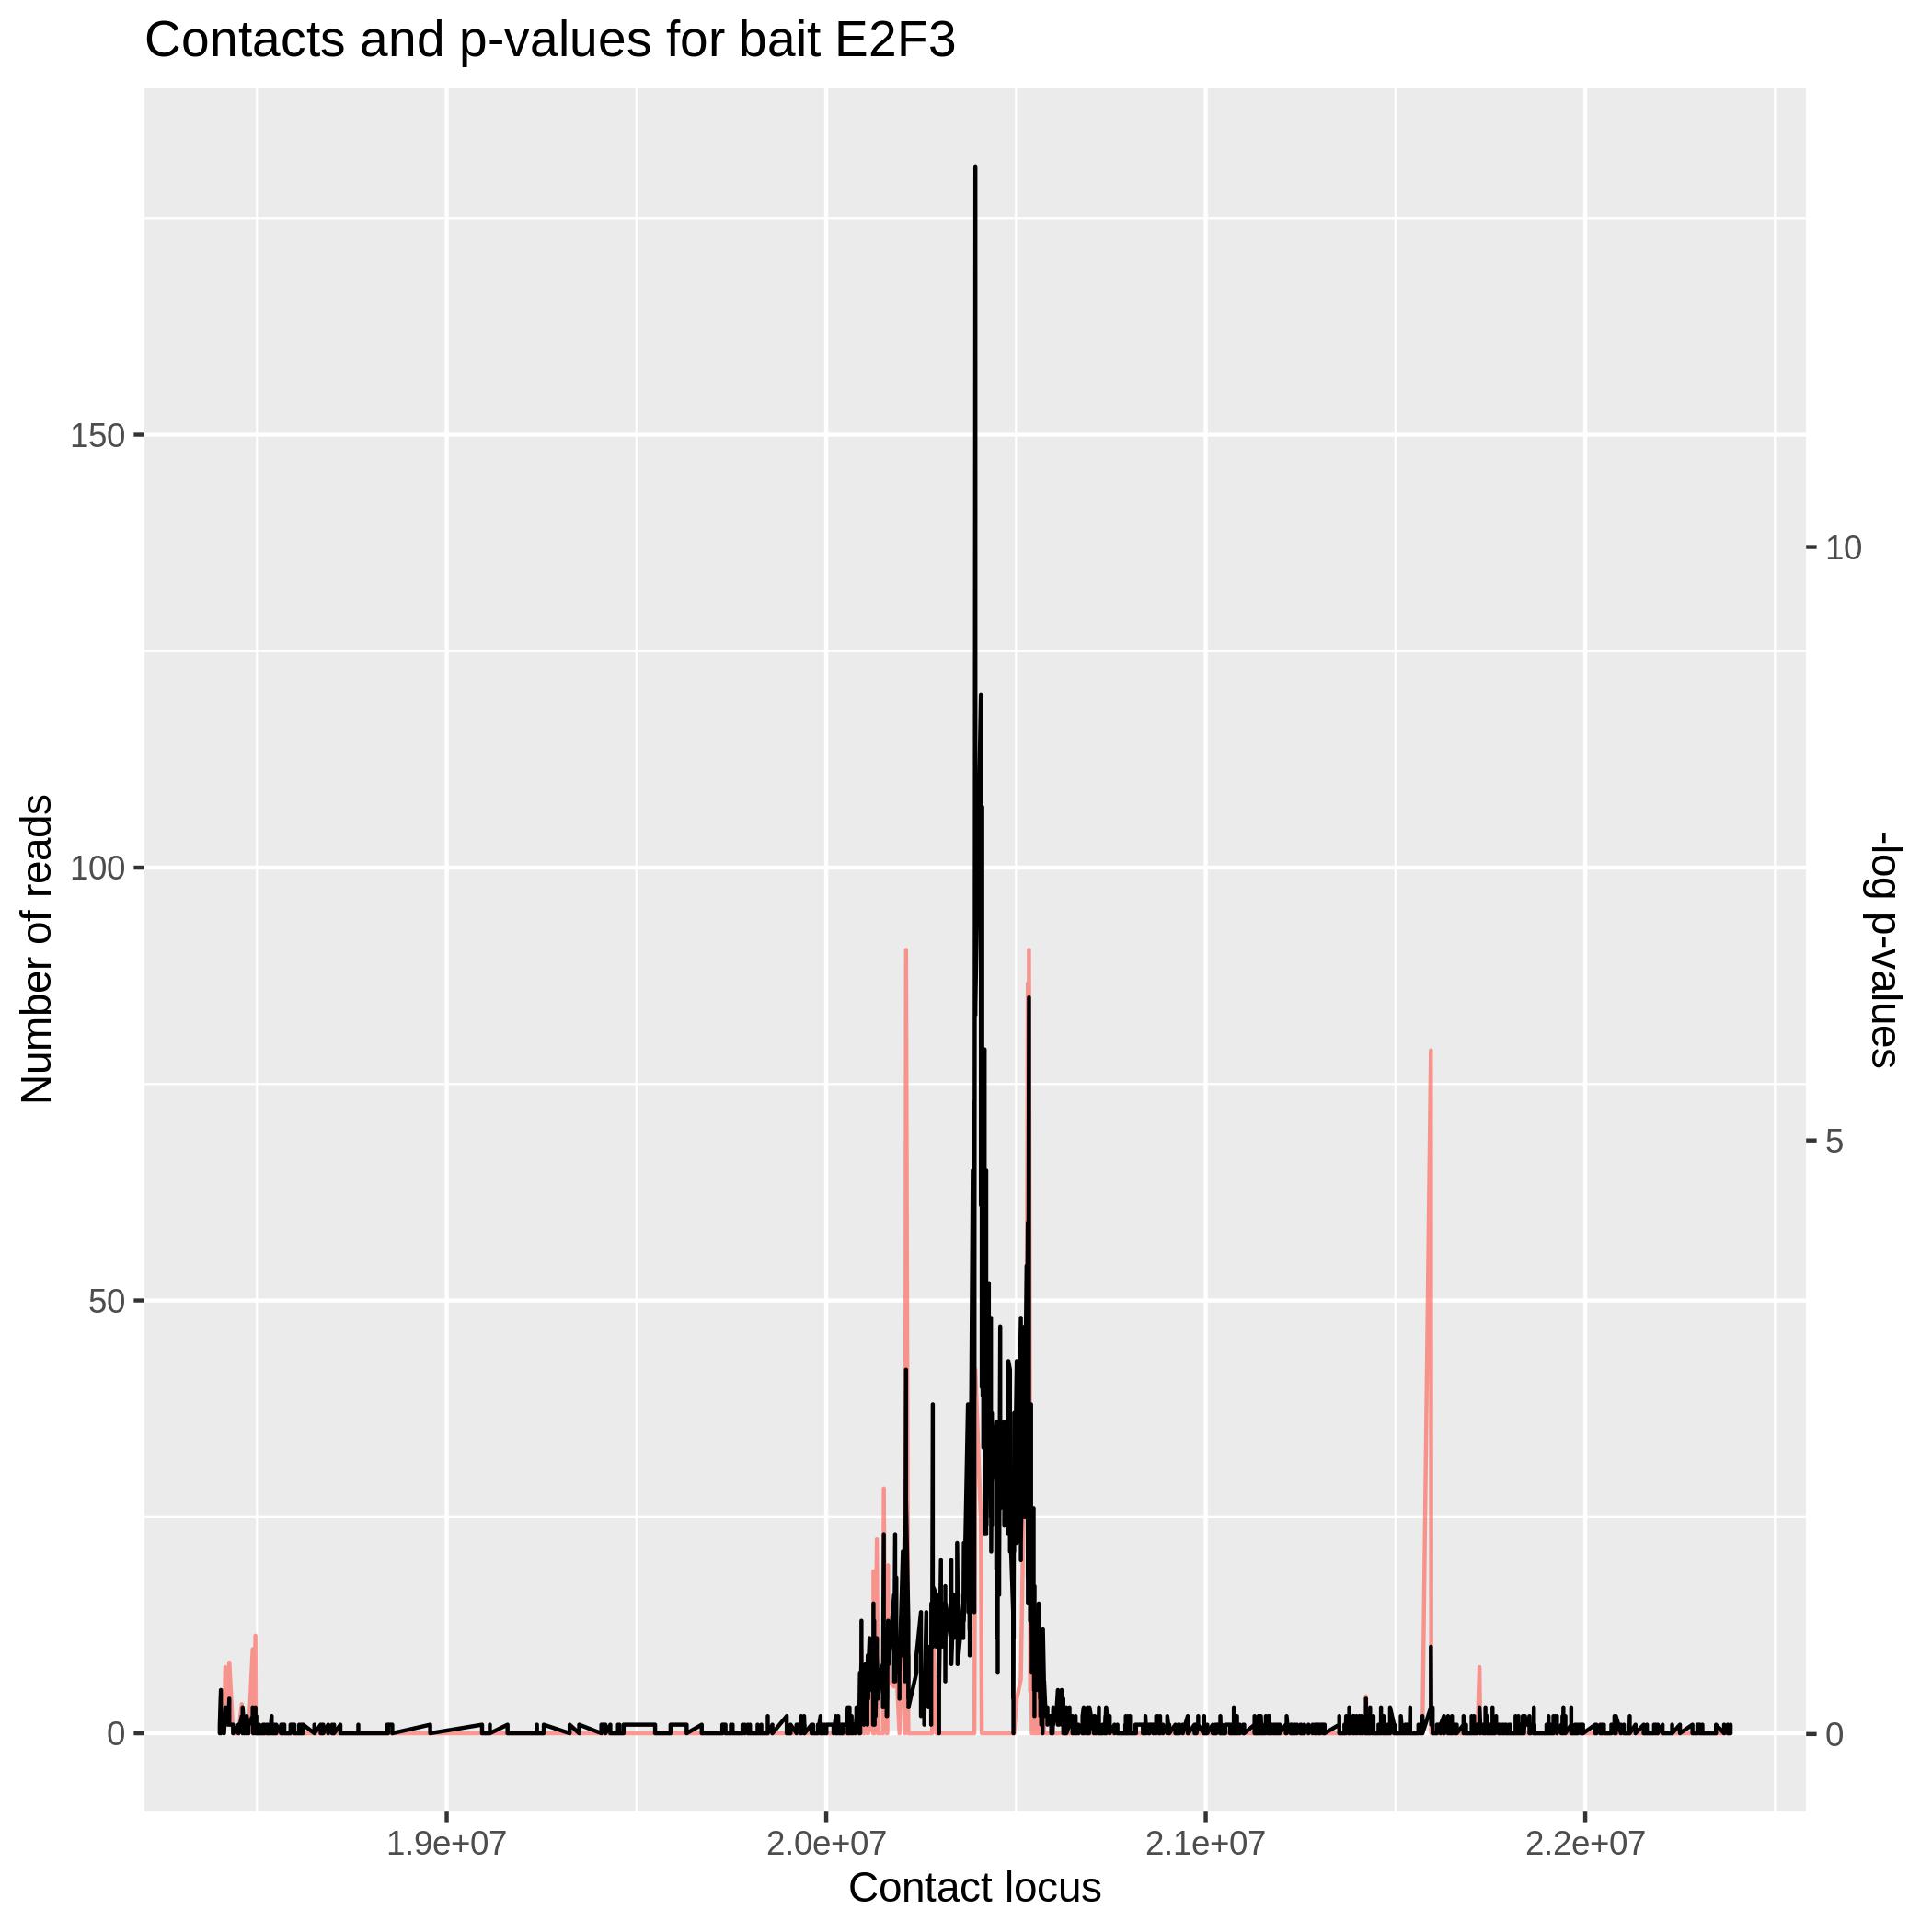 Contacts and p-values for bait E2F3
Number of reads
150
100
50
0
10
5
0
-log p-values
1.9e+07
2.0e+07
2.1e+07
2.2e+07
Contact locus